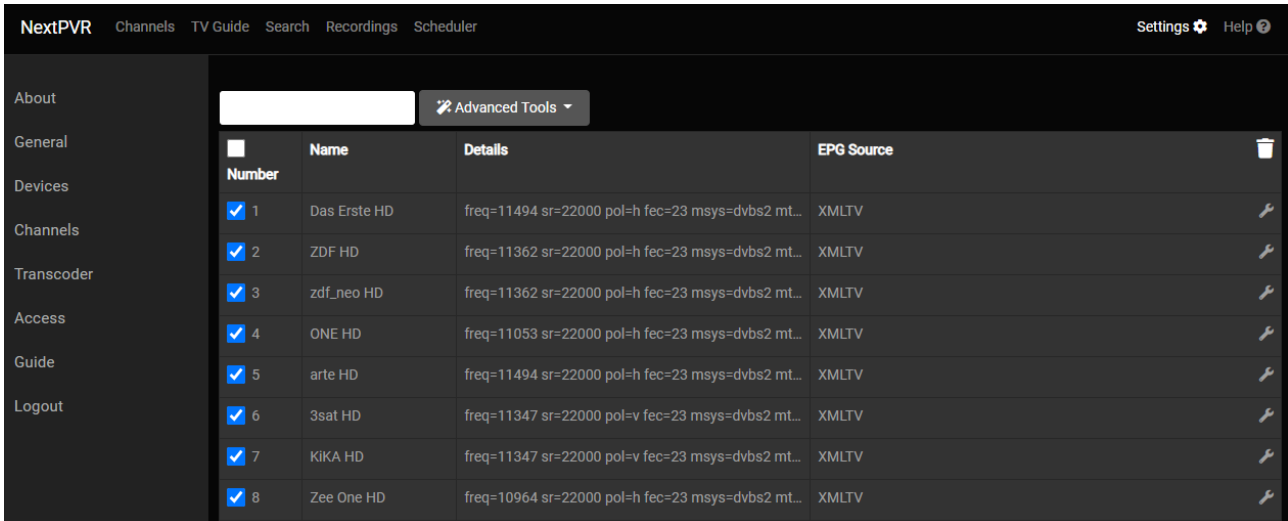 NextPVR Channels TV Guide Search Recordings Scheduler Settings Help
About
General
Devices
Channels
Transcoder
Access
Guide
Logout
Advanced Tools
Number Name Details EPG Source
1 Das Erste HD freq=11494 sr=22000 pol=h fec=23 msys=dvbs2 mt... XMLTV
2 ZDF HD freq=11362 sr=22000 pol=h fec=23 msys=dvbs2 mt... XMLTV
3 zdf_neo HD freq=11362 sr=22000 pol=h fec=23 msys=dvbs2 mt... XMLTV
4 ONE HD freq=11053 sr=22000 pol=h fec=23 msys=dvbs2 mt... XMLTV
5 arte HD freq=11494 sr=22000 pol=h fec=23 msys=dvbs2 mt... XMLTV
6 3sat HD freq=11347 sr=22000 pol=v fec=23 msys=dvbs2 mt... XMLTV
7 KiKA HD freq=11347 sr=22000 pol=v fec=23 msys=dvbs2 mt... XMLTV
8 Zee One HD freq=10964 sr=22000 pol=h fec=23 msys=dvbs2 mt... XMLTV